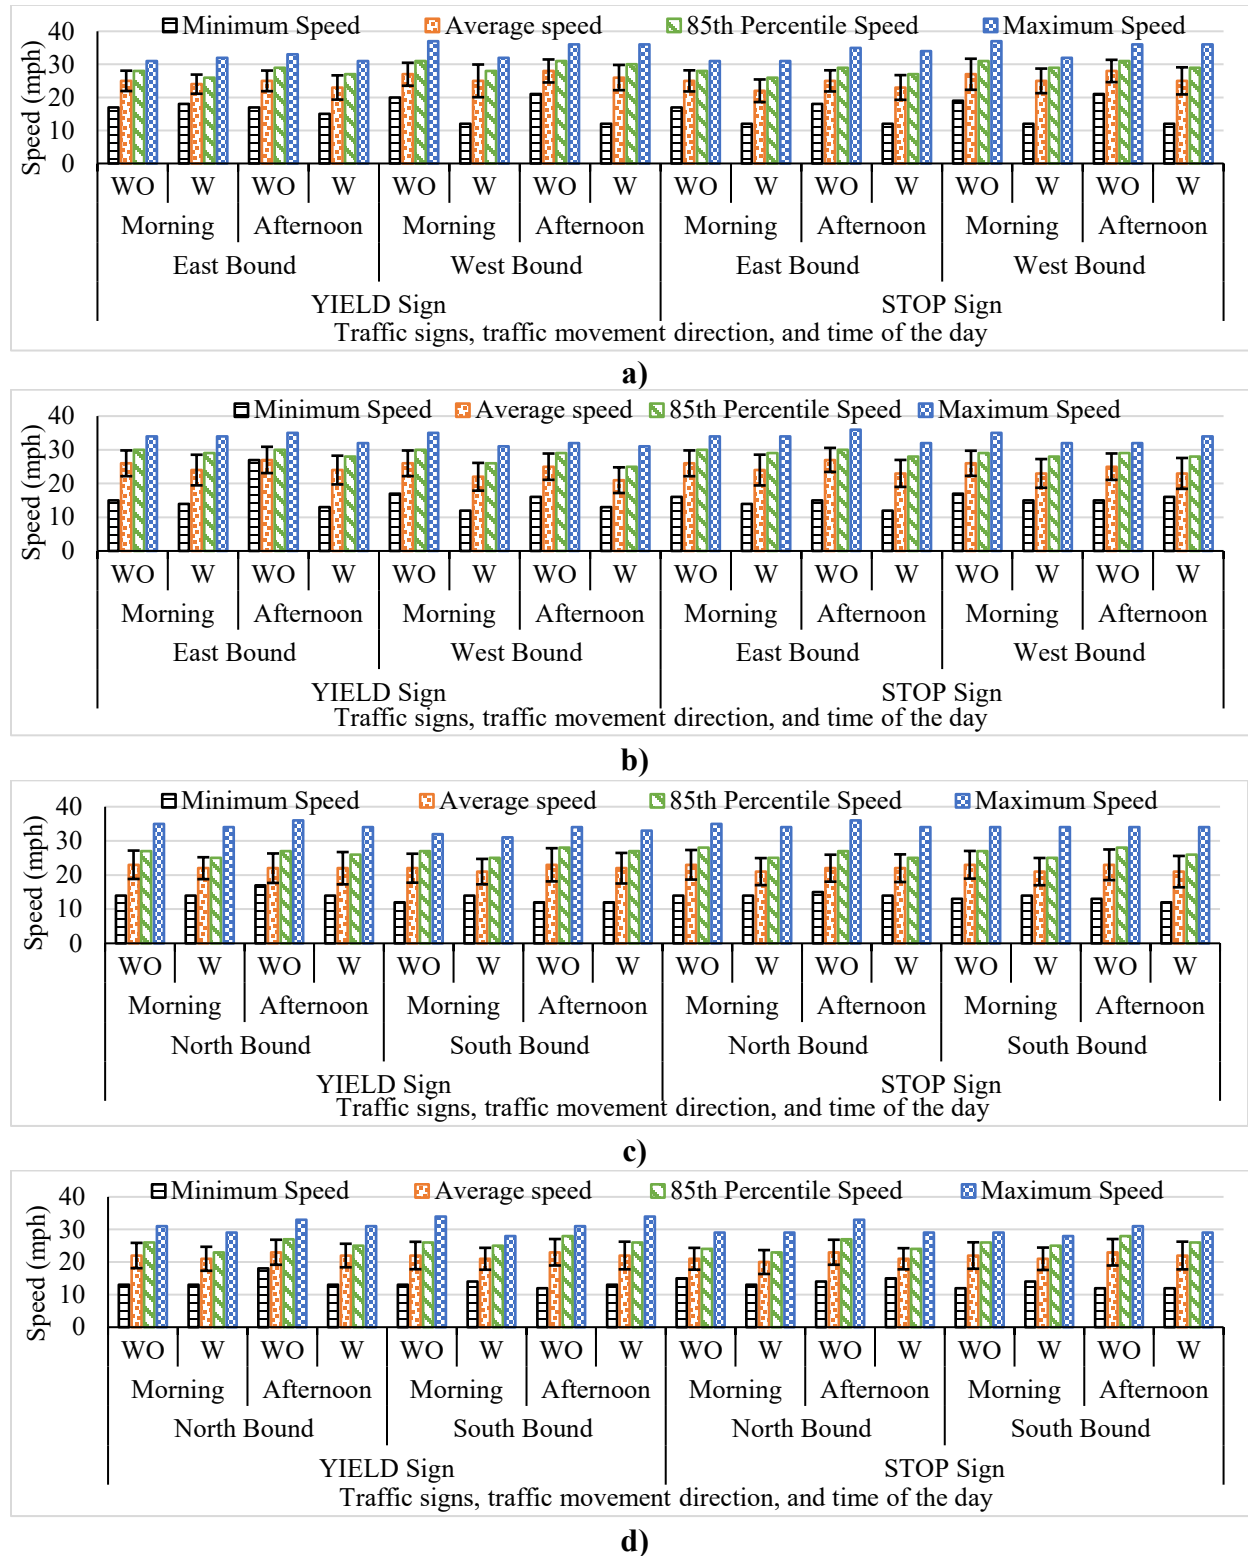 Minimum Speed Average speed 85th Percentile Speed Maximum Speed
40
30
20
10
0
Speed (mph)
WO W WO W WO W WO W WO W WO W WO W WO W
Morning Afternoon Morning Afternoon Morning Afternoon Morning Afternoon
East Bound West Bound East Bound West Bound
YIELD Sign STOP Sign
Traffic signs, traffic movement direction, and time of the day
a)
Minimum Speed Average speed 85th Percentile Speed Maximum Speed
40
30
20
10
0
Speed (mph)
WO W WO W WO W WO W WO W WO W WO W WO W
Morning Afternoon Morning Afternoon Morning Afternoon Morning Afternoon
East Bound West Bound East Bound West Bound
YIELD Sign STOP Sign
Traffic signs, traffic movement direction, and time of the day
b)
Minimum Speed Average speed 85th Percentile Speed Maximum Speed
40
30
20
10
0
Speed (mph)
WO W WO W WO W WO W WO W WO W WO W WO W
Morning Afternoon Morning Afternoon Morning Afternoon Morning Afternoon
North Bound South Bound North Bound South Bound
YIELD Sign STOP Sign
Traffic signs, traffic movement direction, and time of the day
c)
Minimum Speed Average speed 85th Percentile Speed Maximum Speed
40
30
20
10
0
Speed (mph)
WO W WO W WO W WO W WO W WO W WO W WO W
Morning Afternoon Morning Afternoon Morning Afternoon Morning Afternoon
North Bound South Bound North Bound South Bound
YIELD Sign STOP Sign
Traffic signs, traffic movement direction, and time of the day
d)